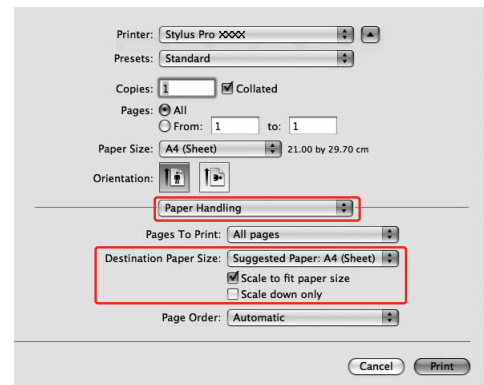 Printer: Stylus Pro XXXX
Presets: Standard
Copies: 1 Collated
Pages: All
From: 1 to: 1
Paper Size: A4 (Sheet) 21.00 by 29.70 cm
Orientation:
Paper Handling
Pages To Print: All pages
Destination Paper Size: Suggested Paper: A4 (Sheet)
Scale to fit paper size
Scale down only
Page Order: Automatic
Cancel Print